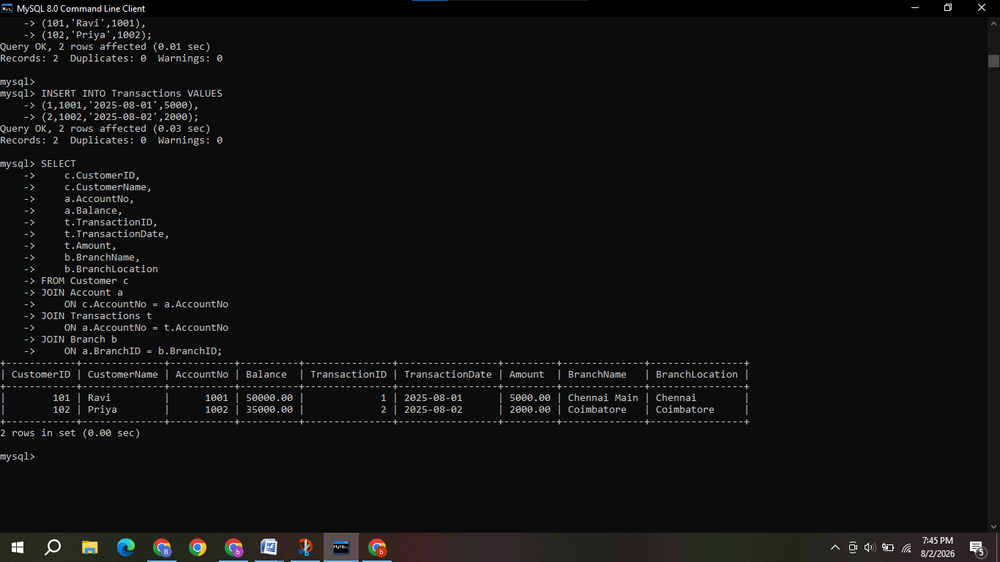 MySQL 8.0 Command Line Client
    -> (101,'Ravi',1001),
    -> (102,'Priya',1002);
Query OK, 2 rows affected (0.01 sec)
Records: 2  Duplicates: 0  Warnings: 0
mysql>
mysql> INSERT INTO Transactions VALUES
    -> (1,1001,'2025-08-01',5000),
    -> (2,1002,'2025-08-02',2000);
Query OK, 2 rows affected (0.03 sec)
Records: 2  Duplicates: 0  Warnings: 0
mysql> SELECT
    ->     c.CustomerID,
    ->     c.CustomerName,
    ->     a.AccountNo,
    ->     a.Balance,
    ->     t.TransactionID,
    ->     t.TransactionDate,
    ->     t.Amount,
    ->     b.BranchName,
    ->     b.BranchLocation
    -> FROM Customer c
    -> JOIN Account a
    ->     ON c.AccountNo = a.AccountNo
    -> JOIN Transactions t
    ->     ON a.AccountNo = t.AccountNo
    -> JOIN Branch b
    ->     ON a.BranchID = b.BranchID;
+------------+--------------+-----------+----------+---------------+-----------------+---------+--------------+----------------+
| CustomerID | CustomerName | AccountNo | Balance  | TransactionID | TransactionDate | Amount  | BranchName   | BranchLocation |
+------------+--------------+-----------+----------+---------------+-----------------+---------+--------------+----------------+
|        101 | Ravi         |      1001 | 50000.00 |             1 | 2025-08-01      | 5000.00 | Chennai Main | Chennai        |
|        102 | Priya        |      1002 | 35000.00 |             2 | 2025-08-02      | 2000.00 | Coimbatore   | Coimbatore     |
+------------+--------------+-----------+----------+---------------+-----------------+---------+--------------+----------------+
2 rows in set (0.00 sec)
mysql>
7:45 PM
8/2/2026
5